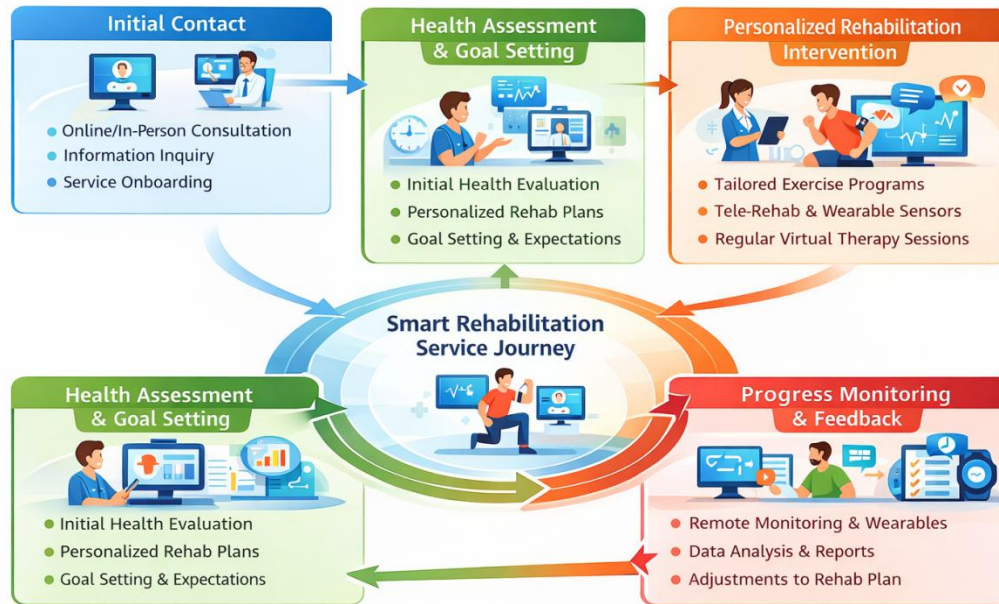 Initial Contact
Online/In-Person Consultation
Information Inquiry
Service Onboarding
Health Assessment
& Goal Setting
Initial Health Evaluation
Personalized Rehab Plans
Goal Setting & Expectations
Personalized Rehabilitation
Intervention
Tailored Exercise Programs
Tele-Rehab & Wearable Sensors
Regular Virtual Therapy Sessions
Smart Rehabilitation
Service Journey
Health Assessment
& Goal Setting
Initial Health Evaluation
Personalized Rehab Plans
Goal Setting & Expectations
Progress Monitoring
& Feedback
Remote Monitoring & Wearables
Data Analysis & Reports
Adjustments to Rehab Plan